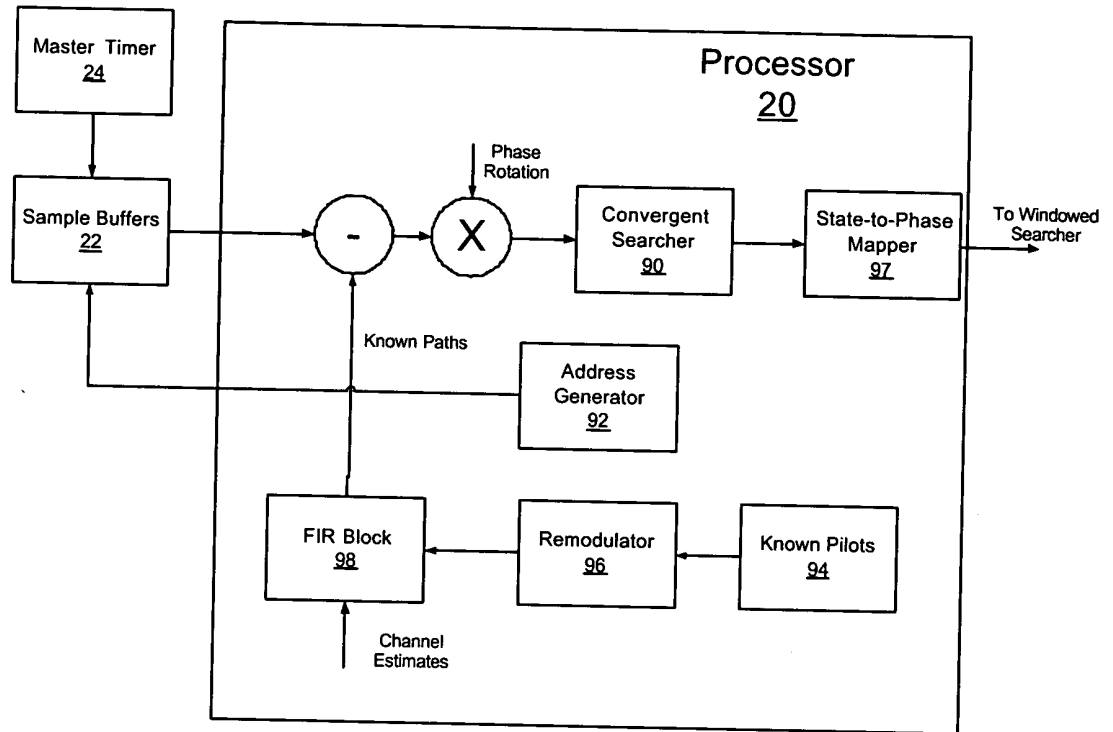 Master Timer
24
Processor
20
Phase
Rotation
Sample Buffers
22
-
X
Convergent
Searcher
90
State-to-Phase
Mapper
97
To Windowed
Searcher
Known Paths
Address
Generator
92
FIR Block
98
Remodulator
96
Known Pilots
94
Channel
Estimates